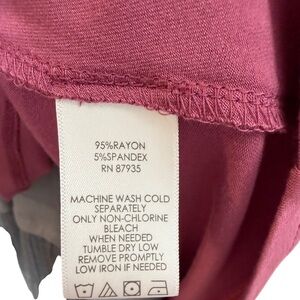 95%RAYON
5%SPANDEX
RN 87935
MACHINE WASH COLD
SEPARATELY
ONLY NON-CHLORINE
BLEACH
WHEN NEEDED
TUMBLE DRY LOW
REMOVE PROMPTLY
LOW IRON IF NEEDED